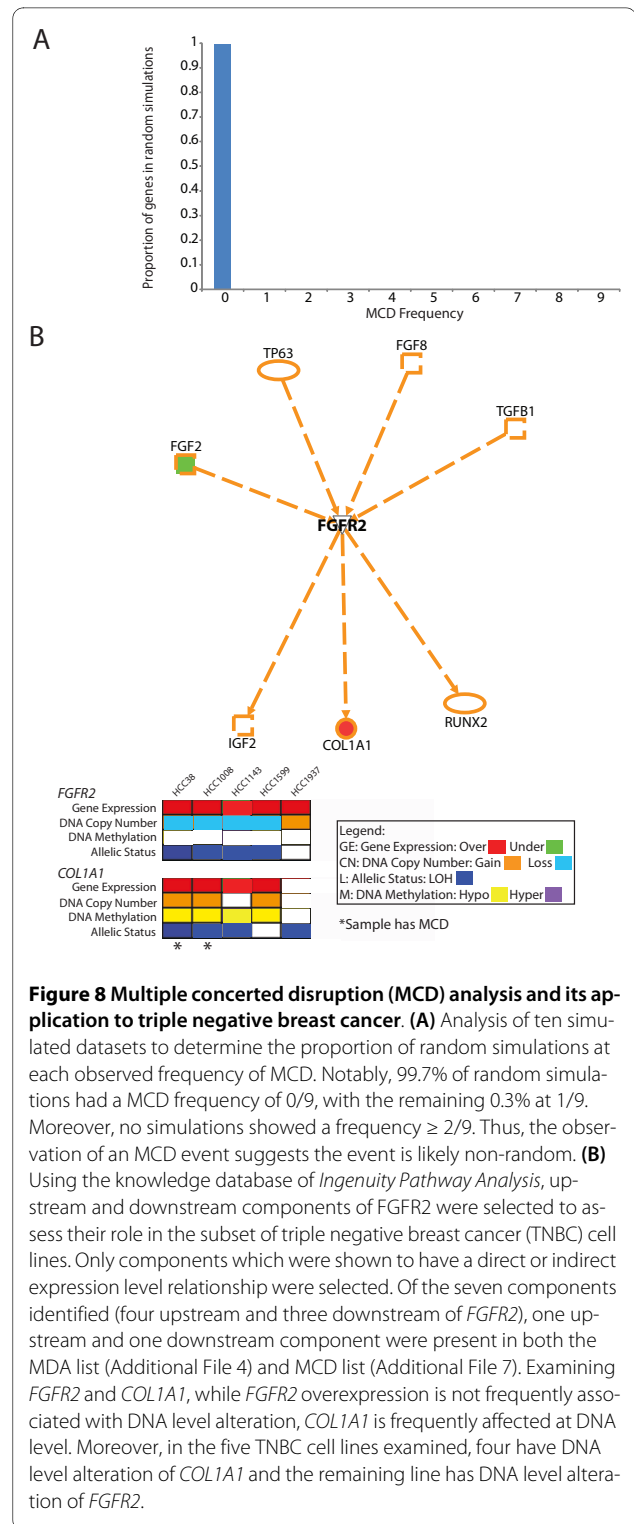 A
Proportion of genes in random simulations
1
0.9
0.8
0.7
0.6
0.5
0.4
0.3
0.2
0.1
0
0 1 2 3 4 5 6 7 8 9
MCD Frequency
B
TP63
FGF8
TGFB1
FGF2
FGFR2
IGF2
COL1A1
RUNX2
HCC38 HCC1008 HCC1143 HCC1599 HCC1937
FGFR2
Gene Expression
DNA Copy Number
DNA Methylation
Allelic Status
COL1A1
Gene Expression
DNA Copy Number
DNA Methylation
Allelic Status
* *
Legend:
GE: Gene Expression: Over Under
CN: DNA Copy Number: Gain Loss
L: Allelic Status: LOH
M: DNA Methylation: Hypo Hyper
*Sample has MCD
Figure 8 Multiple concerted disruption (MCD) analysis and its ap-
plication to triple negative breast cancer. (A) Analysis of ten simu-
lated datasets to determine the proportion of random simulations at
each observed frequency of MCD. Notably, 99.7% of random simula-
tions had a MCD frequency of 0/9, with the remaining 0.3% at 1/9.
Moreover, no simulations showed a frequency ≥ 2/9. Thus, the obser-
vation of an MCD event suggests the event is likely non-random. (B)
Using the knowledge database of Ingenuity Pathway Analysis, up-
stream and downstream components of FGFR2 were selected to as-
sess their role in the subset of triple negative breast cancer (TNBC) cell
lines. Only components which were shown to have a direct or indirect
expression level relationship were selected. Of the seven components
identified (four upstream and three downstream of FGFR2), one up-
stream and one downstream component were present in both the
MDA list (Additional File 4) and MCD list (Additional File 7). Examining
FGFR2 and COL1A1, while FGFR2 overexpression is not frequently asso-
ciated with DNA level alteration, COL1A1 is frequently affected at DNA
level. Moreover, in the five TNBC cell lines examined, four have DNA
level alteration of COL1A1 and the remaining line has DNA level altera-
tion of FGFR2.